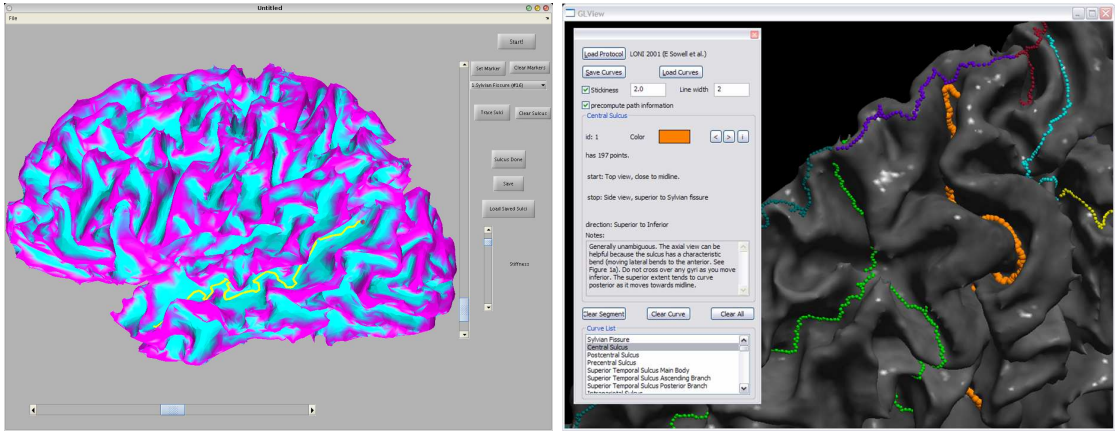 Untitled
File
Start!
Set Marker Clear Markers
1-Sylvian Fissure (#16)
Trace Sulci Clear Sulcus
Sulcus Done
Save
Load Saved Sulci
Stiffness
GLView
Load Protocol LONI 2001 (E Sowell et al.)
Save Curves Load Curves
Stickiness 2.0 Line width 2
precompute path information
Central Sulcus
id: 1 Color < > i
has 197 points.
start: Top view, close to midline.
stop: Side view, superior to Sylvian fissure
direction: Superior to Inferior
Notes:
Generally unambiguous. The axial view can be
helpful because the sulcus has a characteristic
bend (moving lateral bends to the anterior. See
Figure 1a). Do not cross over any gyri as you move
inferior. The superior extent tends to curve
posterior as it moves towards midline.
Clear Segment Clear Curve Clear All
Curve List
Sylvian Fissure
Central Sulcus
Postcentral Sulcus
Precentral Sulcus
Superior Temporal Sulcus Main Body
Superior Temporal Sulcus Ascending Branch
Superior Temporal Sulcus Posterior Branch
Intraparietal Sulcus